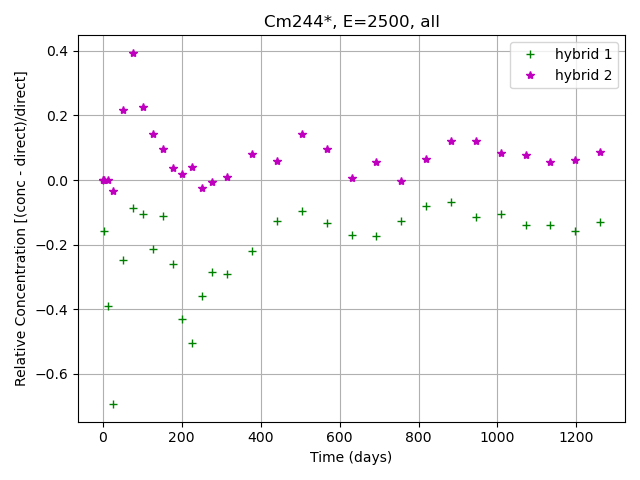 Cm244*, E=2500, all
hybrid 1
hybrid 2
Relative Concentration [(conc - direct)/direct]
0.4
0.2
0.0
−0.2
−0.4
−0.6
0 200 400 600 800 1000 1200
Time (days)